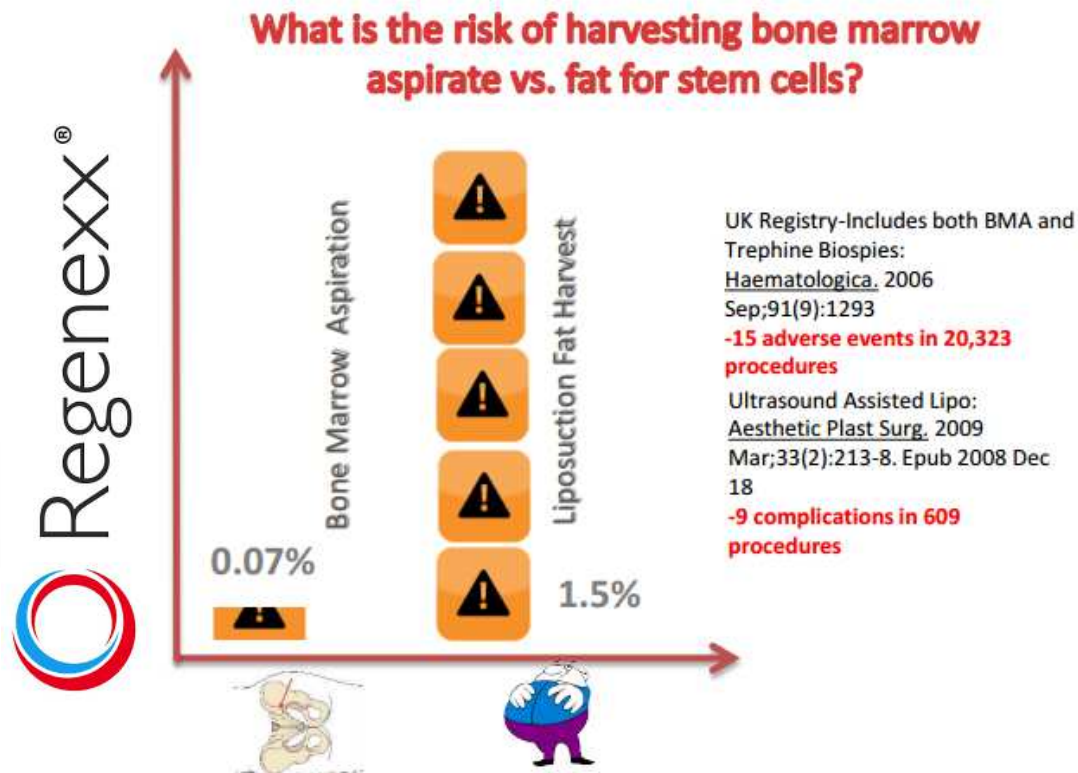 What is the risk of harvesting bone marrow
aspirate vs. fat for stem cells?
Regenexx®
Bone Marrow Aspiration
Liposuction Fat Harvest
0.07%
1.5%
UK Registry-Includes both BMA and
Trephine Biospies:
Haematologica. 2006
Sep;91(9):1293
-15 adverse events in 20,323
procedures
Ultrasound Assisted Lipo:
Aesthetic Plast Surg. 2009
Mar;33(2):213-8. Epub 2008 Dec
18
-9 complications in 609
procedures